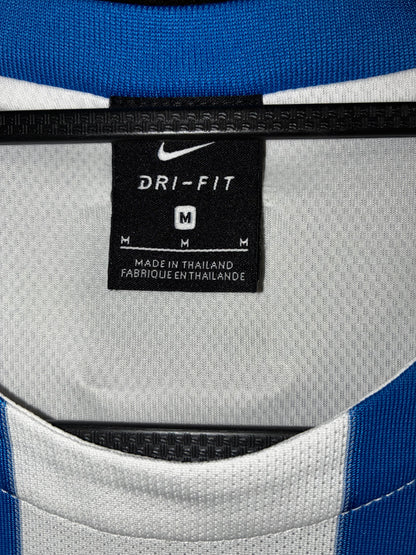 DRI-FIT
M
M M M
MADE IN THAILAND
FABRIQUE EN THAILANDE